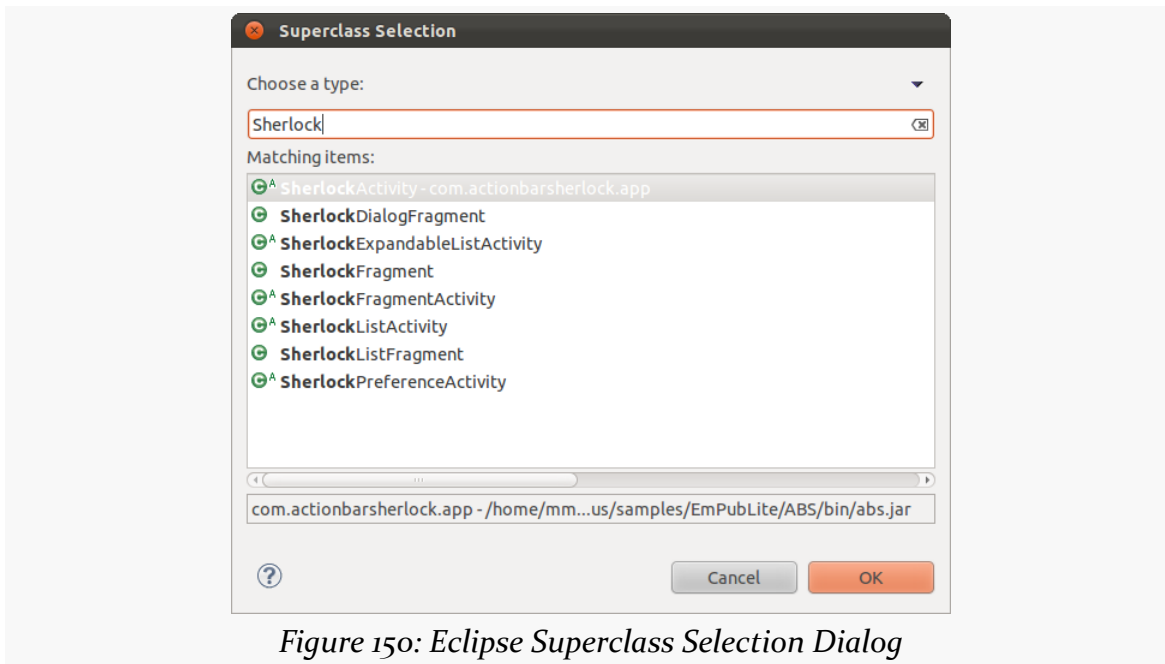 Superclass Selection
Choose a type:
Sherlock
Matching items:
SherlockActivity - com.actionbarsherlock.app
SherlockDialogFragment
SherlockExpandableListActivity
SherlockFragment
SherlockFragmentActivity
SherlockListActivity
SherlockListFragment
SherlockPreferenceActivity
com.actionbarsherlock.app - /home/mm...us/samples/EmPubLite/ABS/bin/abs.jar
Cancel OK
Figure 150: Eclipse Superclass Selection Dialog